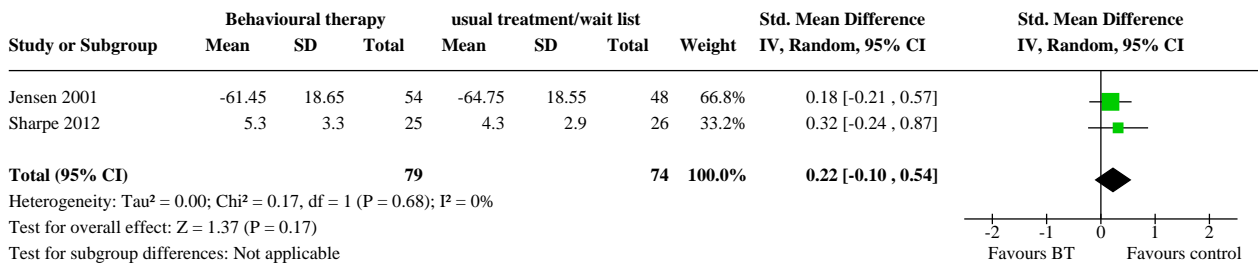 Behavioural therapy usual treatment/wait list Std. Mean Difference Std. Mean Difference
Study or Subgroup Mean SD Total Mean SD Total Weight IV, Random, 95% CI IV, Random, 95% CI
Jensen 2001 -61.45 18.65 54 -64.75 18.55 48 66.8% 0.18 [-0.21 , 0.57]
Sharpe 2012 5.3 3.3 25 4.3 2.9 26 33.2% 0.32 [-0.24 , 0.87]
Total (95% CI) 79 74 100.0% 0.22 [-0.10 , 0.54]
Heterogeneity: Tau² = 0.00; Chi² = 0.17, df = 1 (P = 0.68); I² = 0%
Test for overall effect: Z = 1.37 (P = 0.17)
Test for subgroup differences: Not applicable
-2 -1 0 1 2
Favours BT Favours control